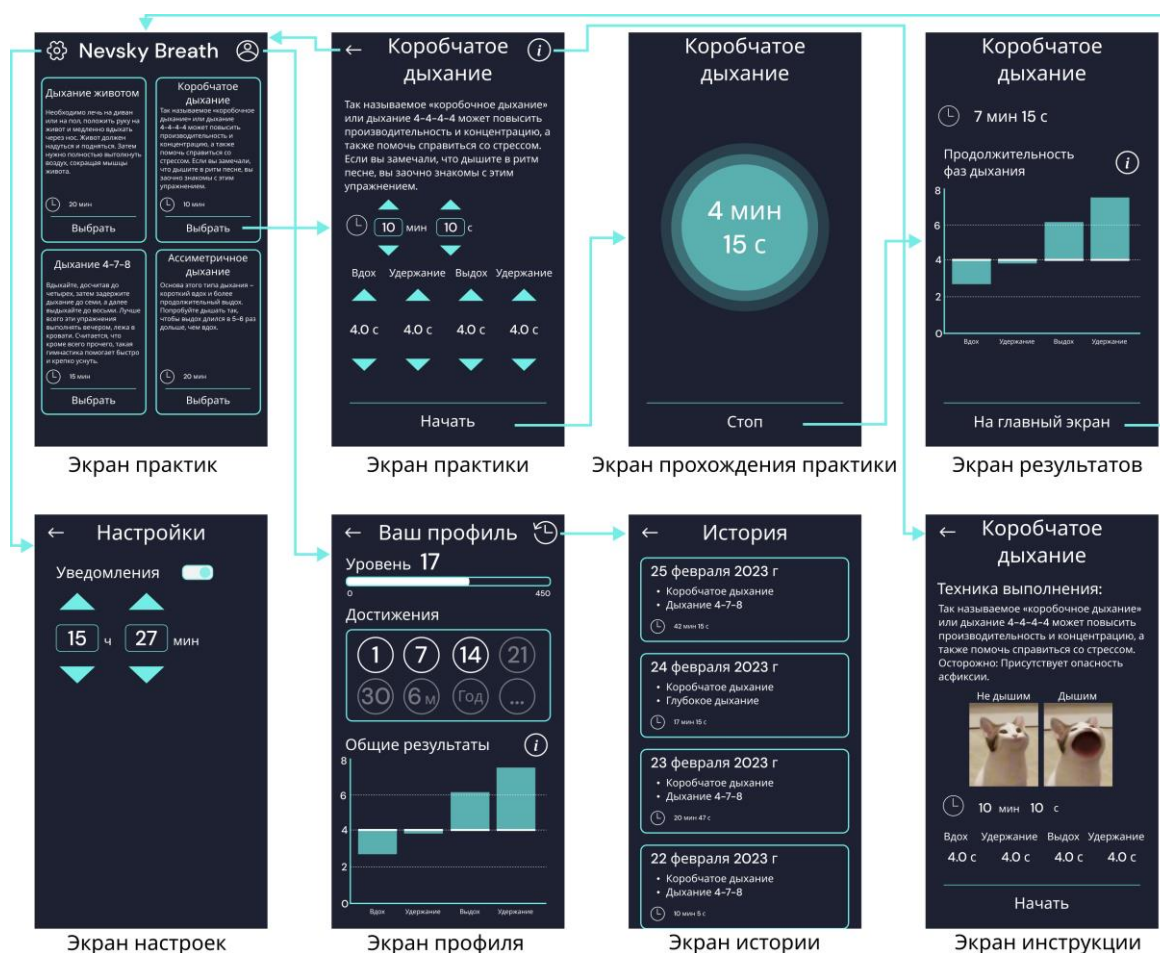 Nevsky Breath
Дыхание животом
Необходимо лечь на диван
или на пол, положить руку на
живот и медленно вдыхать
через нос. Живот должен
надуться и подняться. Затем
нужно полностью вытолкнуть
воздух, сокращая мышцы
живота.
20 мин
Выбрать
Коробчатое
дыхание
Так называемое «коробочное
дыхание» или дыхание
4-4-4-4 может повысить
производительность и
концентрацию, а также
помочь справиться со
стрессом. Если вы замечали,
что дышите в ритм песне, вы
заочно знакомы с этим
упражнением.
10 мин
Выбрать
Дыхание 4-7-8
Вдыхайте, досчитав до
четырех, затем задержите
дыхание до семи, а далее
выдыхайте до восьми. Лучше
всего эти упражнения
выполнять вечером, лежа в
кровати. Считается, что
кроме всего прочего, такая
гимнастика помогает быстро
и крепко уснуть.
15 мин
Выбрать
Ассиметричное
дыхание
Основа этого типа дыхания –
короткий вдох и более
продолжительный выдох.
Попробуйте дышать так,
чтобы выдох длился в 5-6 раз
дольше, чем вдох.
20 мин
Выбрать
Экран практик
Коробчатое
дыхание
i
Так называемое «коробочное дыхание»
или дыхание 4-4-4-4 может повысить
производительность и концентрацию, а
также помочь справиться со стрессом.
Если вы замечали, что дышите в ритм
песне, вы заочно знакомы с этим
упражнением.
10 мин 10 с
Вдох Удержание Выдох Удержание
4.0 с 4.0 с 4.0 с 4.0 с
Начать
Экран практики
Коробчатое
дыхание
4 мин
15 с
Стоп
Экран прохождения практики
Коробчатое
дыхание
7 мин 15 с
Продолжительность
фаз дыхания
i
8
6
4
2
0
Вдох Удержание Выдох Удержание
На главный экран
Экран результатов
Настройки
Уведомления
15 ч 27 мин
Экран настроек
Ваш профиль
Уровень 17
0 450
Достижения
1 7 14 21
30 6 м Год ...
Общие результаты
i
8
6
4
2
0
Вдох Удержание Выдох Удержание
Экран профиля
История
25 февраля 2023 г
• Коробчатое дыхание
• Дыхание 4-7-8
42 мин 15 с
24 февраля 2023 г
• Коробчатое дыхание
• Глубокое дыхание
17 мин 15 с
23 февраля 2023 г
• Коробчатое дыхание
• Дыхание 4-7-8
20 мин 47 с
22 февраля 2023 г
• Коробчатое дыхание
• Дыхание 4-7-8
10 мин 5 с
Экран истории
Коробчатое
дыхание
Техника выполнения:
Так называемое «коробочное дыхание»
или дыхание 4-4-4-4 может повысить
производительность и концентрацию, а
также помочь справиться со стрессом.
Осторожно: Присутствует опасность
асфиксии.
Не дышим Дышим
10 мин 10 с
Вдох Удержание Выдох Удержание
4.0 с 4.0 с 4.0 с 4.0 с
Начать
Экран инструкции